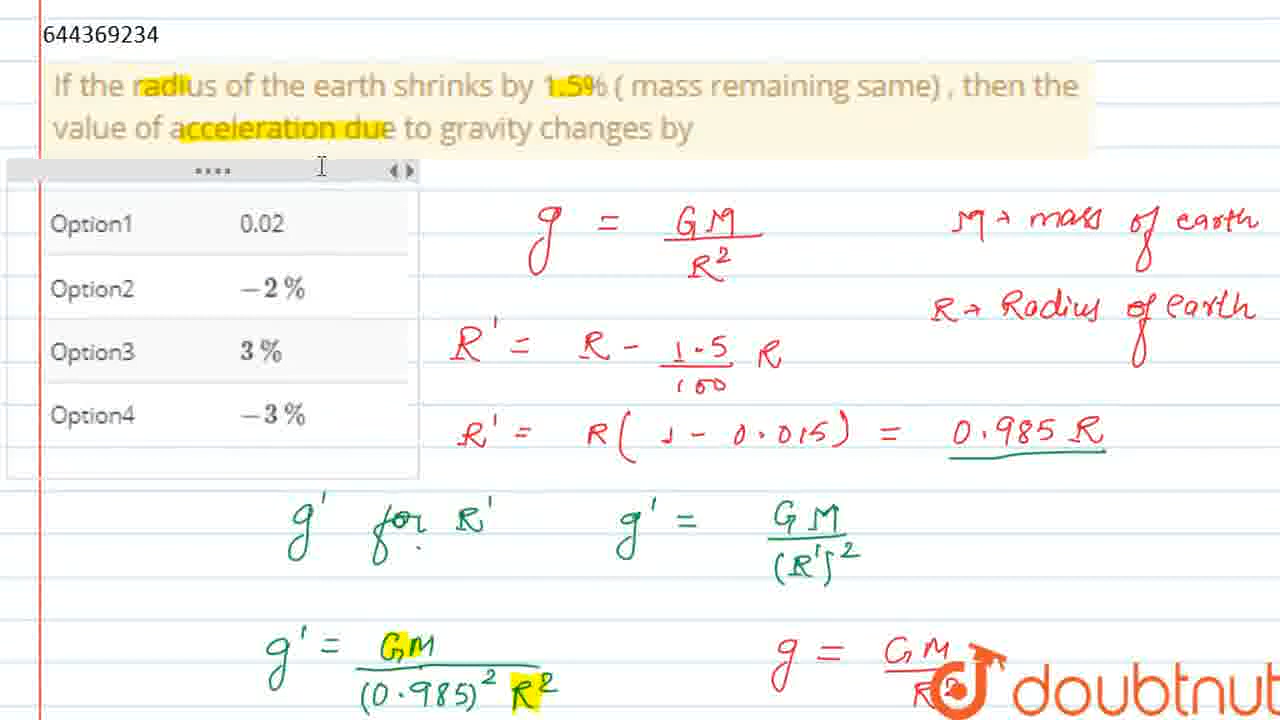 644369234
If the radius of the earth shrinks by 1.5% ( mass remaining same) , then the
value of acceleration due to gravity changes by
Option1 0.02
Option2 −2 %
Option3 3 %
Option4 −3 %
g = GM / R²
M → mass of earth
R → Radius of earth
R' = R - 1.5/100 R
R' = R ( 1 - 0.015) = 0.985 R
g' for R' g' = GM / (R')²
g' = GM / (0.985)² R²
g = GM / R²
doubtnut